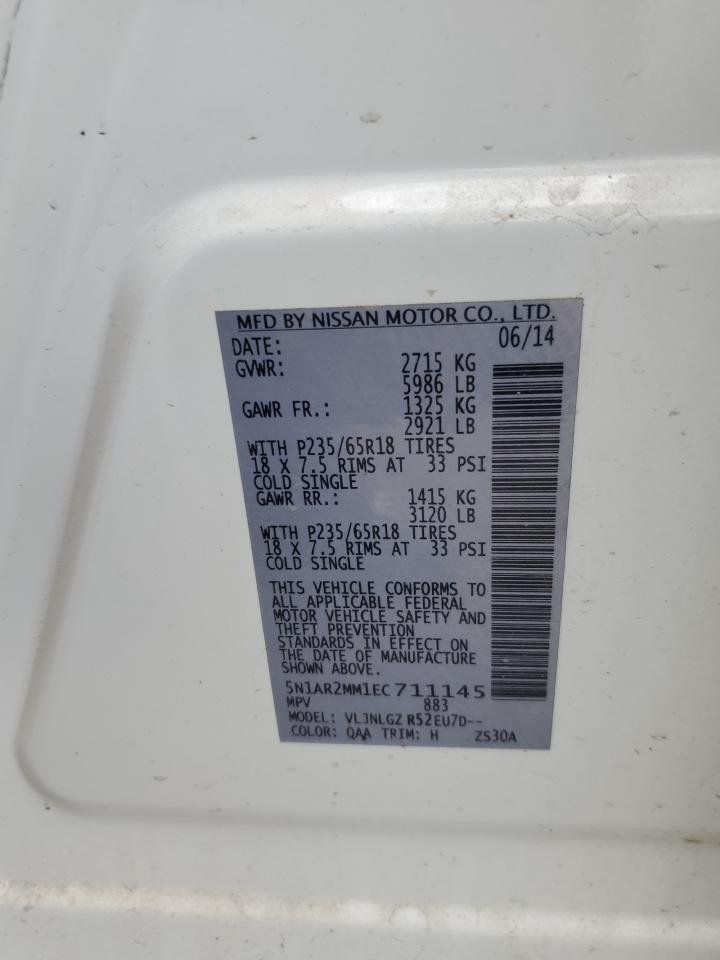 MFD BY NISSAN MOTOR CO., LTD.
DATE: 06/14
GVWR: 2715 KG
5986 LB
GAWR FR.: 1325 KG
2921 LB
WITH P235/65R18 TIRES
18 X 7.5 RIMS AT 33 PSI
COLD SINGLE
GAWR RR.: 1415 KG
3120 LB
WITH P235/65R18 TIRES
18 X 7.5 RIMS AT 33 PSI
COLD SINGLE
THIS VEHICLE CONFORMS TO
ALL APPLICABLE FEDERAL
MOTOR VEHICLE SAFETY AND
THEFT PREVENTION
STANDARDS IN EFFECT ON
THE DATE OF MANUFACTURE
SHOWN ABOVE.
5N1AR2MM1EC711145
MPV 883
MODEL: VLJNLGZ R52EU7D--
COLOR: QAA TRIM: H ZS30A